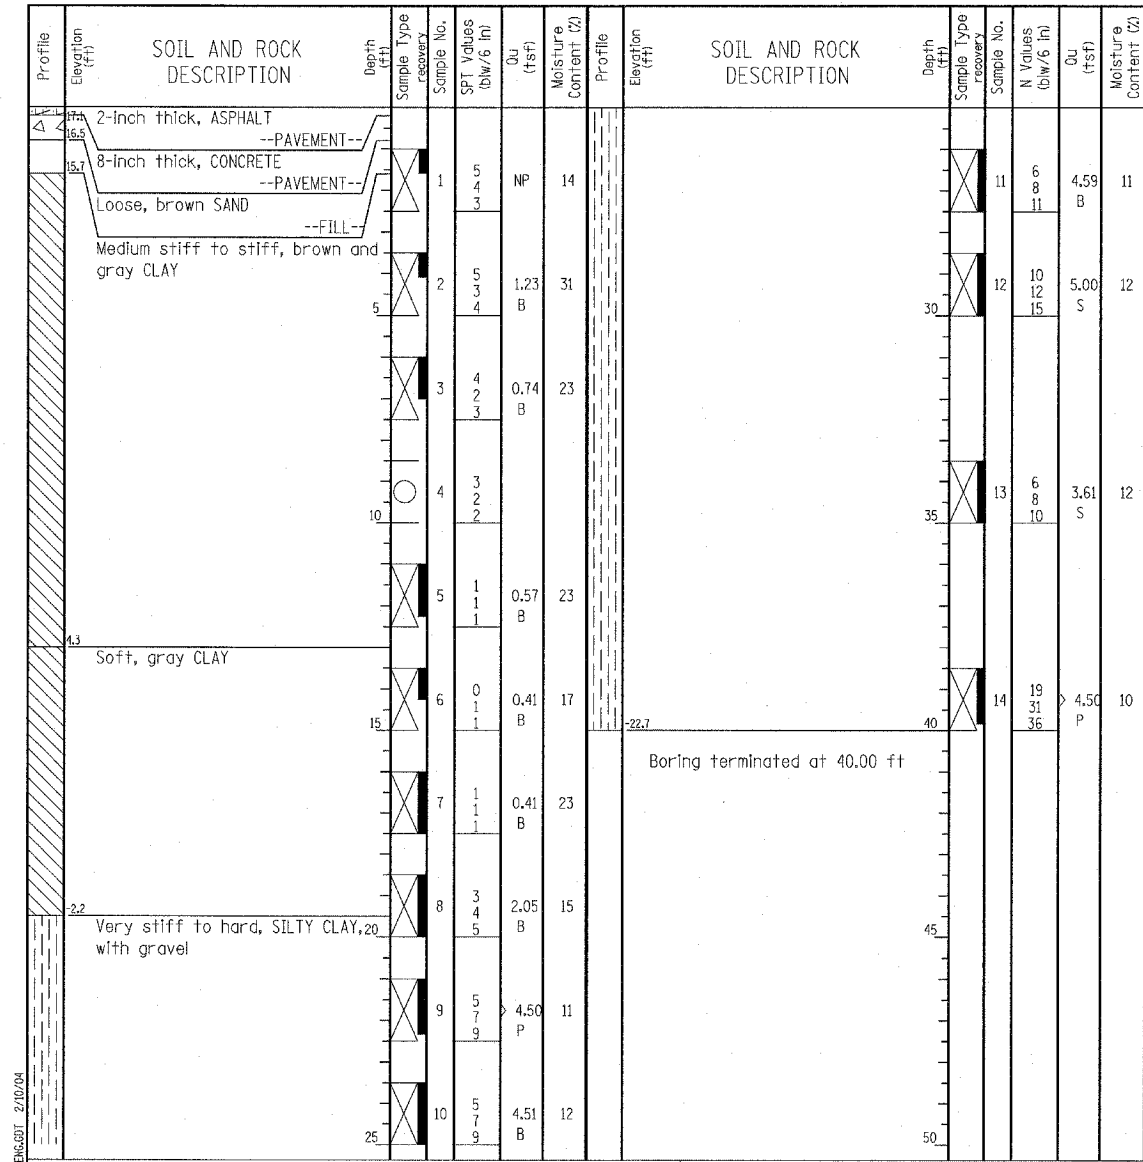 Profile
Elevation (ft)
SOIL AND ROCK
DESCRIPTION
Depth (ft)
Sample Type
recovery
Sample No.
SPT Values
(blw/6 in)
Qu
(tsf)
Moisture
Content (%)
17.1
2-inch thick, ASPHALT
--PAVEMENT--
16.5
8-inch thick, CONCRETE
--PAVEMENT--
15.7
Loose, brown SAND
--FILL--
Medium stiff to stiff, brown and
gray CLAY
1 5 4 3 NP 14
2 5 3 4 1.23 B 31
5
3 4 2 3 0.74 B 23
4 3 2 2
10
5 1 1 1 0.57 B 23
4.3
Soft, gray CLAY
6 0 1 1 0.41 B 17
15
7 1 1 1 0.41 B 23
8 3 4 5 2.05 B 15
-2.2
Very stiff to hard, SILTY CLAY, 20
with gravel
9 5 7 9 > 4.50 P 11
10 5 7 9 4.51 B 12
25
Profile
Elevation (ft)
SOIL AND ROCK
DESCRIPTION
Depth (ft)
Sample Type
recovery
Sample No.
N Values
(blw/6 in)
Qu
(tsf)
Moisture
Content (%)
11 6 8 11 4.59 B 11
12 10 12 15 5.00 S 12
30
13 6 8 10 3.61 S 12
35
14 19 31 36 > 4.50 P 10
-22.7
40
Boring terminated at 40.00 ft
45
50
ENG.GDT 2/10/04